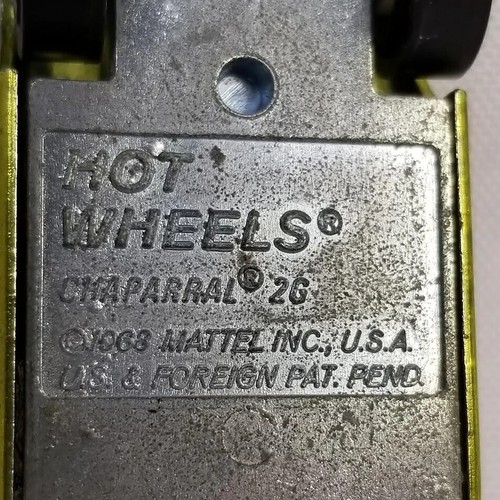 HOT
WHEELS®
CHAPARRAL® 2G
©1968 MATTEL INC., U.S.A.
U.S. & FOREIGN PAT. PEND.